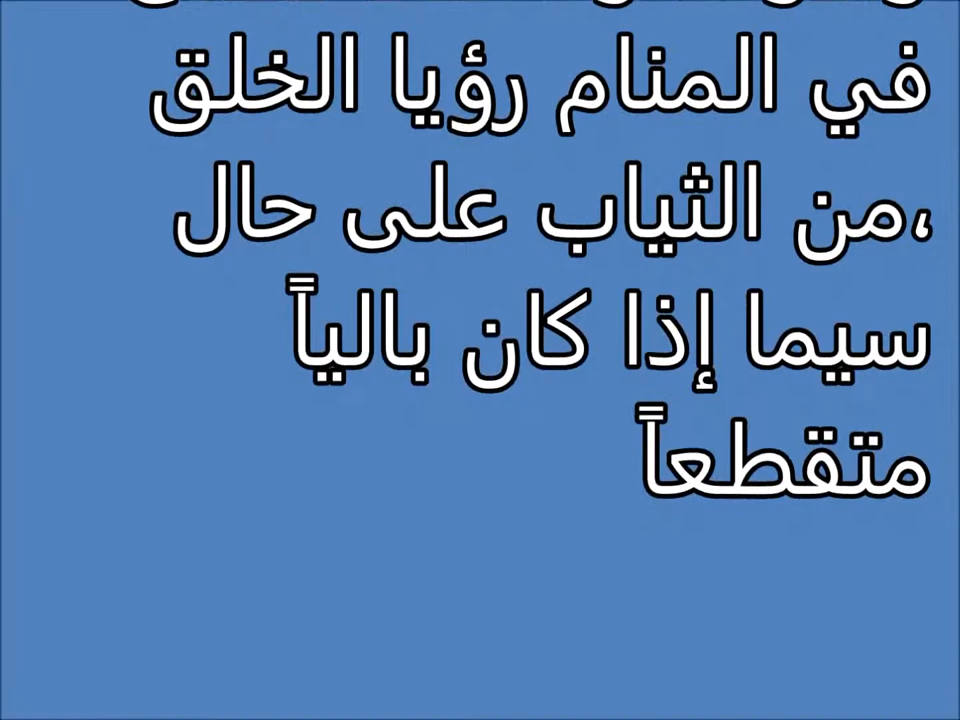 في المنام رؤيا الخلق
،من الثياب على حال
سيما إذا كان بالياً
متقطعاً